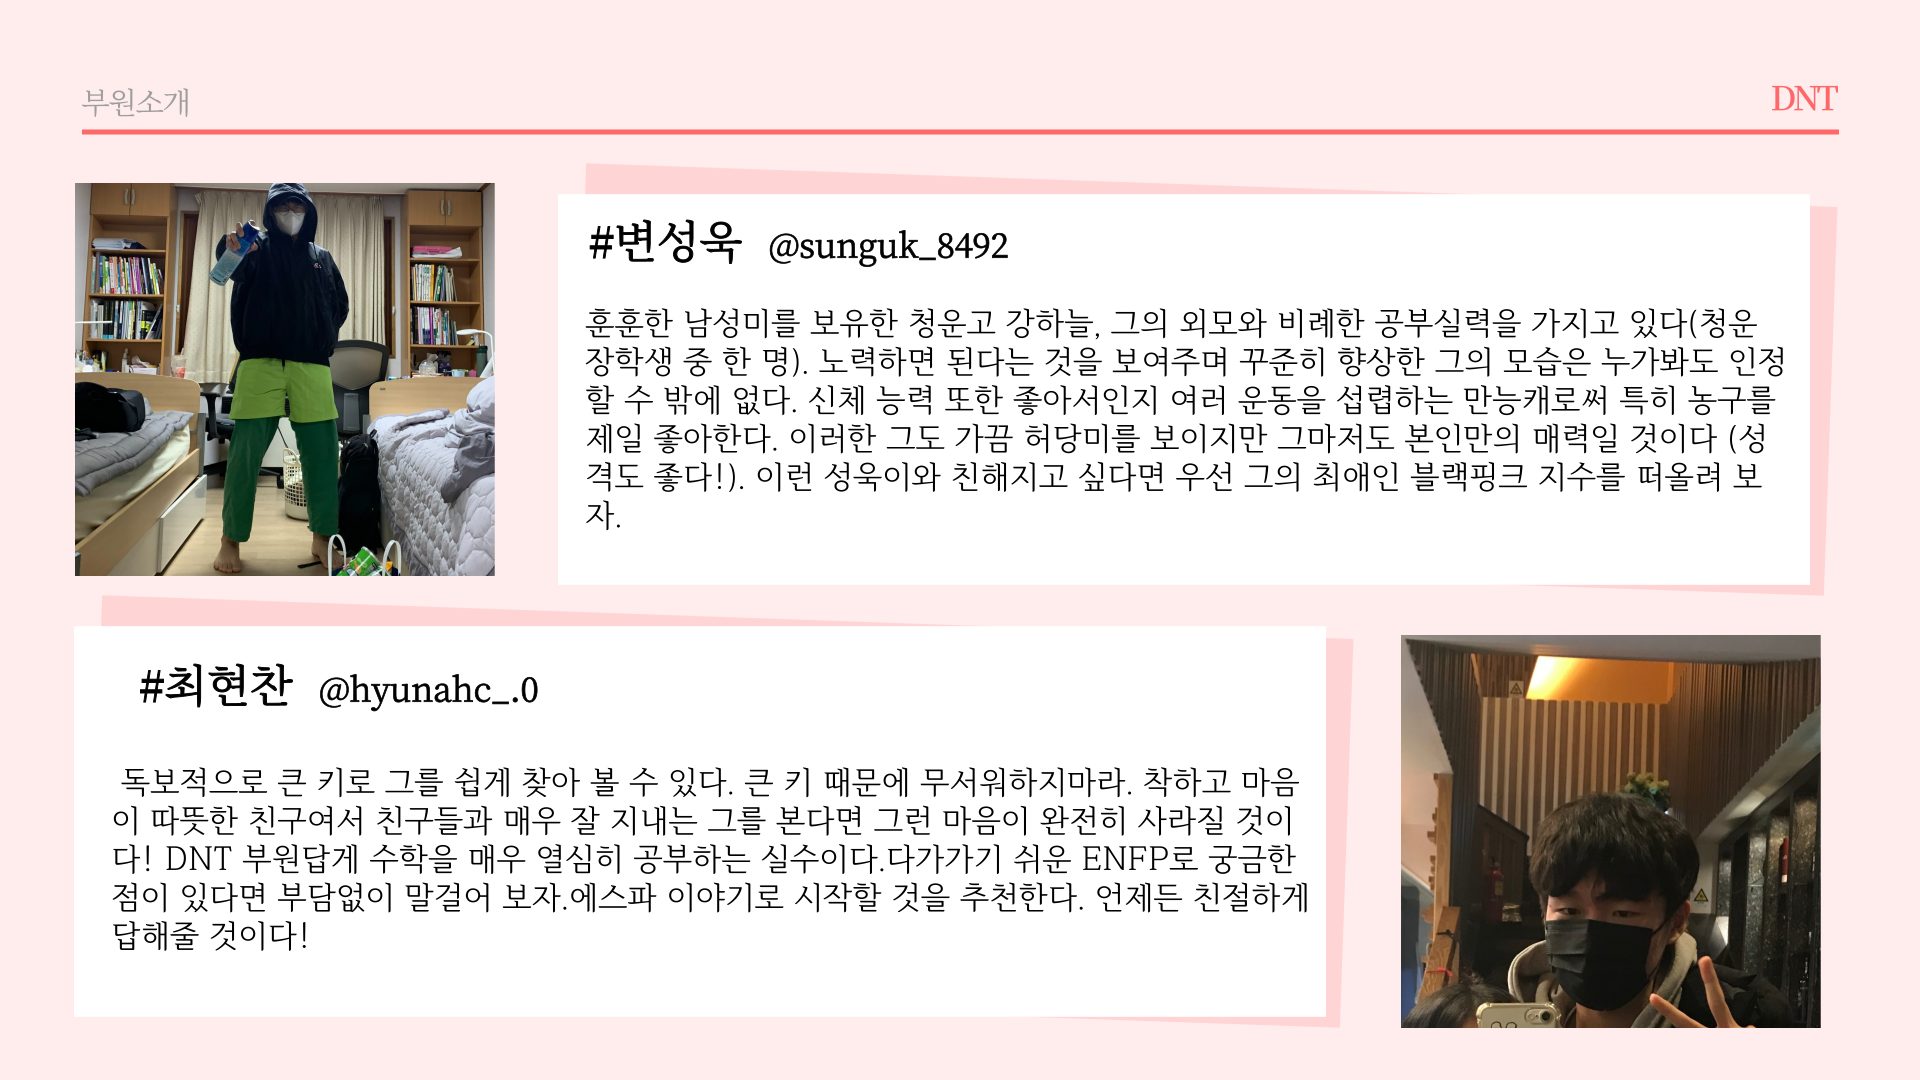 부원소개
DNT
#변성욱 @sunguk_8492
훈훈한 남성미를 보유한 청운고 강하늘, 그의 외모와 비례한 공부실력을 가지고 있다(청운
장학생 중 한 명). 노력하면 된다는 것을 보여주며 꾸준히 향상한 그의 모습은 누가봐도 인정
할 수 밖에 없다. 신체 능력 또한 좋아서인지 여러 운동을 섭렵하는 만능캐로써 특히 농구를
제일 좋아한다. 이러한 그도 가끔 허당미를 보이지만 그마저도 본인만의 매력일 것이다 (성
격도 좋다!). 이런 성욱이와 친해지고 싶다면 우선 그의 최애인 블랙핑크 지수를 떠올려 보
자.
#최현찬 @hyunahc_.0
독보적으로 큰 키로 그를 쉽게 찾아 볼 수 있다. 큰 키 때문에 무서워하지마라. 착하고 마음
이 따뜻한 친구여서 친구들과 매우 잘 지내는 그를 본다면 그런 마음이 완전히 사라질 것이
다! DNT 부원답게 수학을 매우 열심히 공부하는 실수이다.다가가기 쉬운 ENFP로 궁금한
점이 있다면 부담없이 말걸어 보자.에스파 이야기로 시작할 것을 추천한다. 언제든 친절하게
답해줄 것이다!